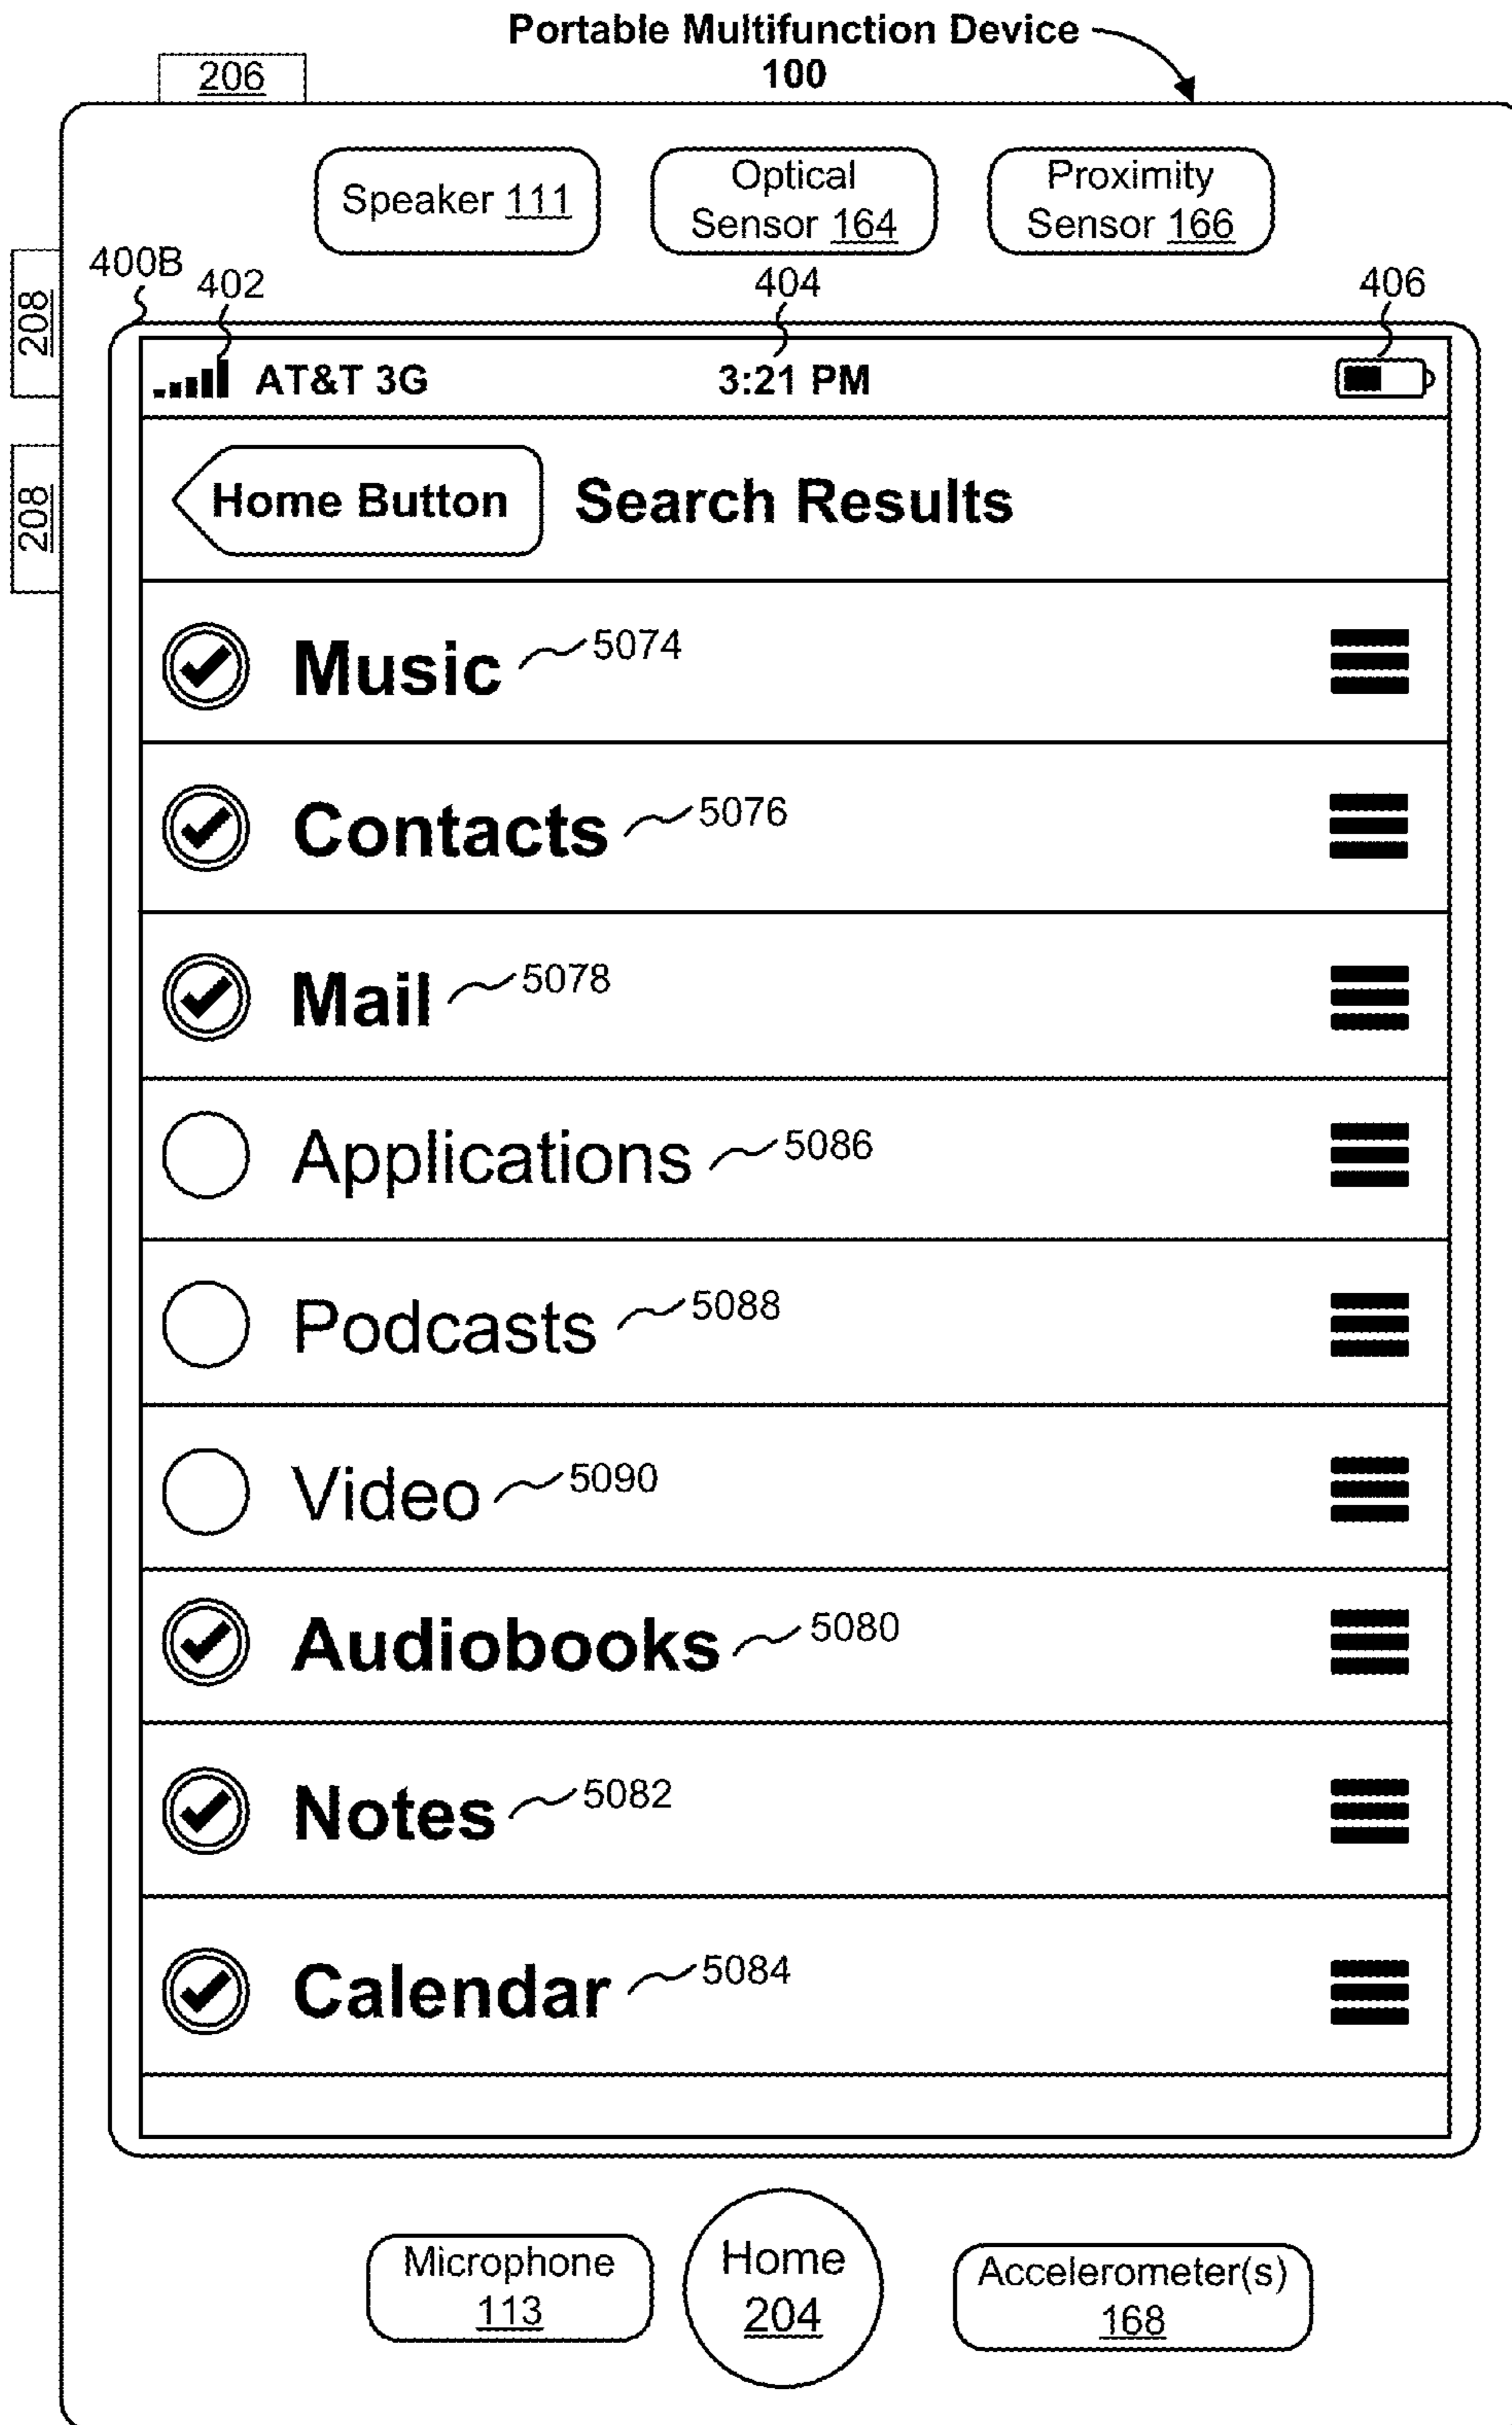 Portable Multifunction Device
100
206
Speaker 111
Optical
Sensor 164
Proximity
Sensor 166
208
208
400B
402
404
406
AT&T 3G
3:21 PM
Home Button
Search Results
Music
5074
Contacts
5076
Mail
5078
Applications
5086
Podcasts
5088
Video
5090
Audiobooks
5080
Notes
5082
Calendar
5084
Microphone
113
Home
204
Accelerometer(s)
168